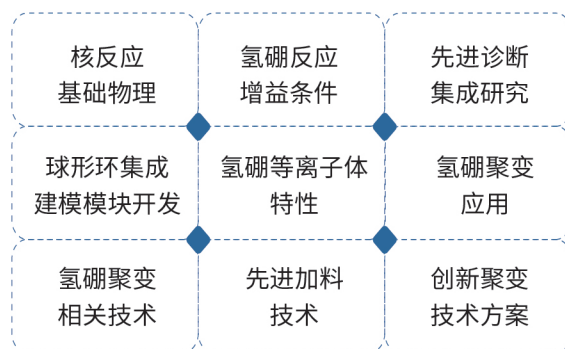 核反应
基础物理
氢硼反应
增益条件
先进诊断
集成研究
球形环集成
建模模块开发
氢硼等离子体
特性
氢硼聚变
应用
氢硼聚变
相关技术
先进加料
技术
创新聚变
技术方案